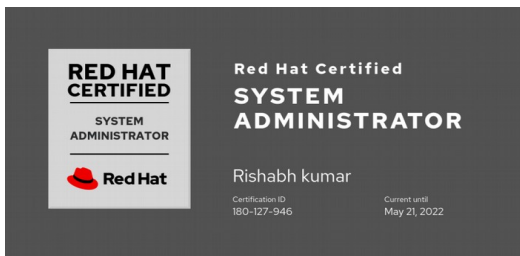 RED HAT
CERTIFIED
SYSTEM
ADMINISTRATOR
Red Hat
Red Hat Certified
SYSTEM
ADMINISTRATOR
Rishabh kumar
Certification ID
180-127-946
Current until
May 21, 2022